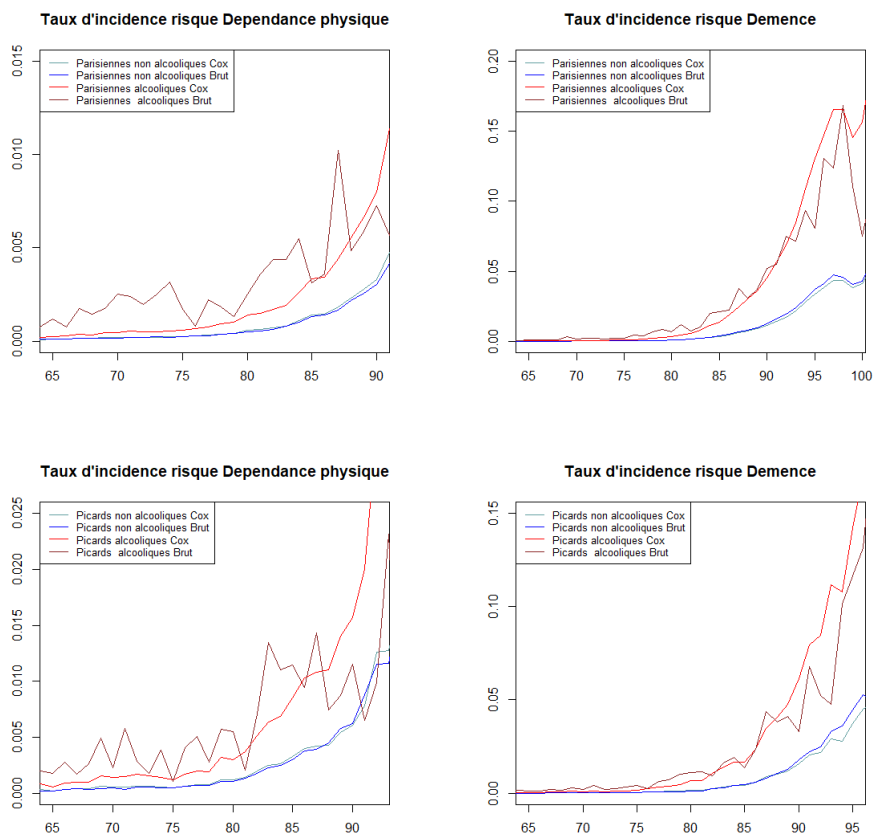 Taux d'incidence risque Dependance physique
0.015
0.010
0.005
0.000
Parisiennes non alcooliques Cox
Parisiennes non alcooliques Brut
Parisiennes alcooliques Cox
Parisiennes alcooliques Brut
65 70 75 80 85 90
Taux d'incidence risque Demence
0.20
0.15
0.10
0.05
0.00
Parisiennes non alcooliques Cox
Parisiennes non alcooliques Brut
Parisiennes alcooliques Cox
Parisiennes alcooliques Brut
65 70 75 80 85 90 95 100
Taux d'incidence risque Dependance physique
0.025
0.020
0.015
0.010
0.005
0.000
Picards non alcooliques Cox
Picards non alcooliques Brut
Picards alcooliques Cox
Picards alcooliques Brut
65 70 75 80 85 90
Taux d'incidence risque Demence
0.15
0.10
0.05
0.00
Picards non alcooliques Cox
Picards non alcooliques Brut
Picards alcooliques Cox
Picards alcooliques Brut
65 70 75 80 85 90 95